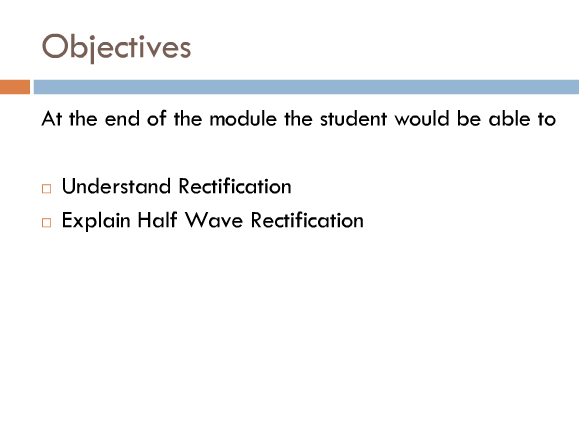 Objectives
At the end of the module the student would be able to
Understand Rectification
Explain Half Wave Rectification